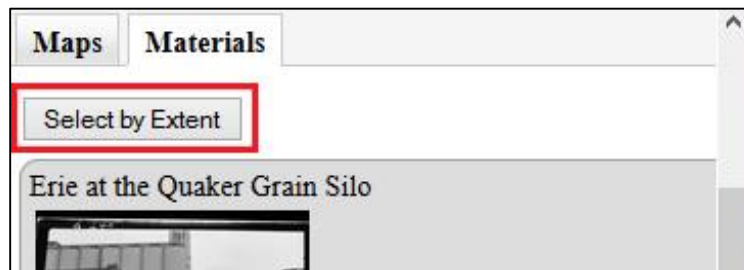 Maps Materials
Select by Extent
Erie at the Quaker Grain Silo